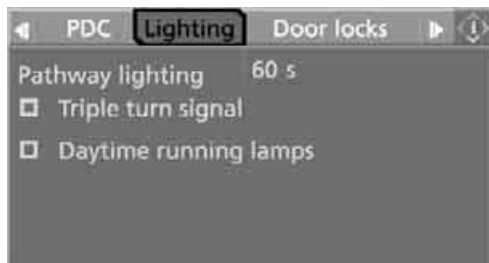 PDC Lighting Door locks
Pathway lighting 60 s
Triple turn signal
Daytime running lamps